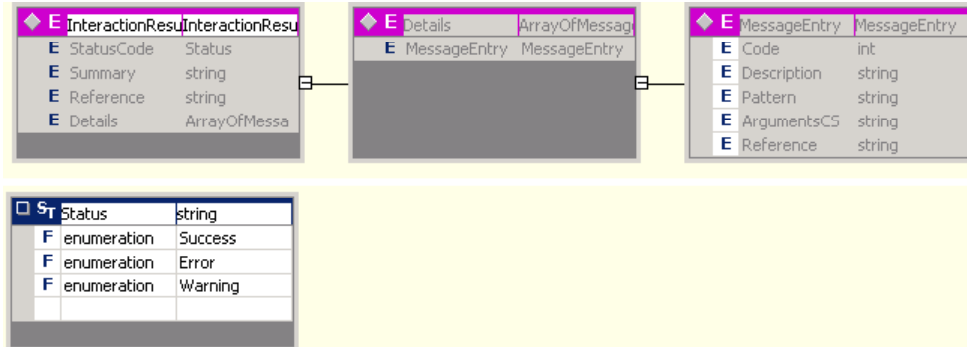 E InteractionResu InteractionResu
E StatusCode Status
E Summary string
E Reference string
E Details ArrayOfMessa
E Details ArrayOfMessag
E MessageEntry MessageEntry
E MessageEntry MessageEntry
E Code int
E Description string
E Pattern string
E ArgumentsCS string
E Reference string
ST Status string
F enumeration Success
F enumeration Error
F enumeration Warning